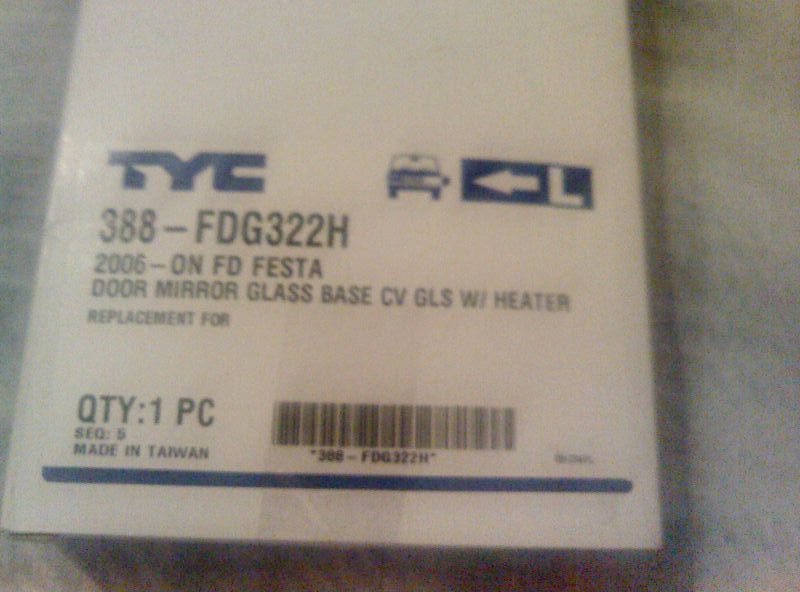 TYC
L
388-FDG322H
2006-ON FD FESTA
DOOR MIRROR GLASS BASE CV GLS W/ HEATER
REPLACEMENT FOR
QTY:1 PC
SEQ: 5
MADE IN TAIWAN
*388-FDG322H*